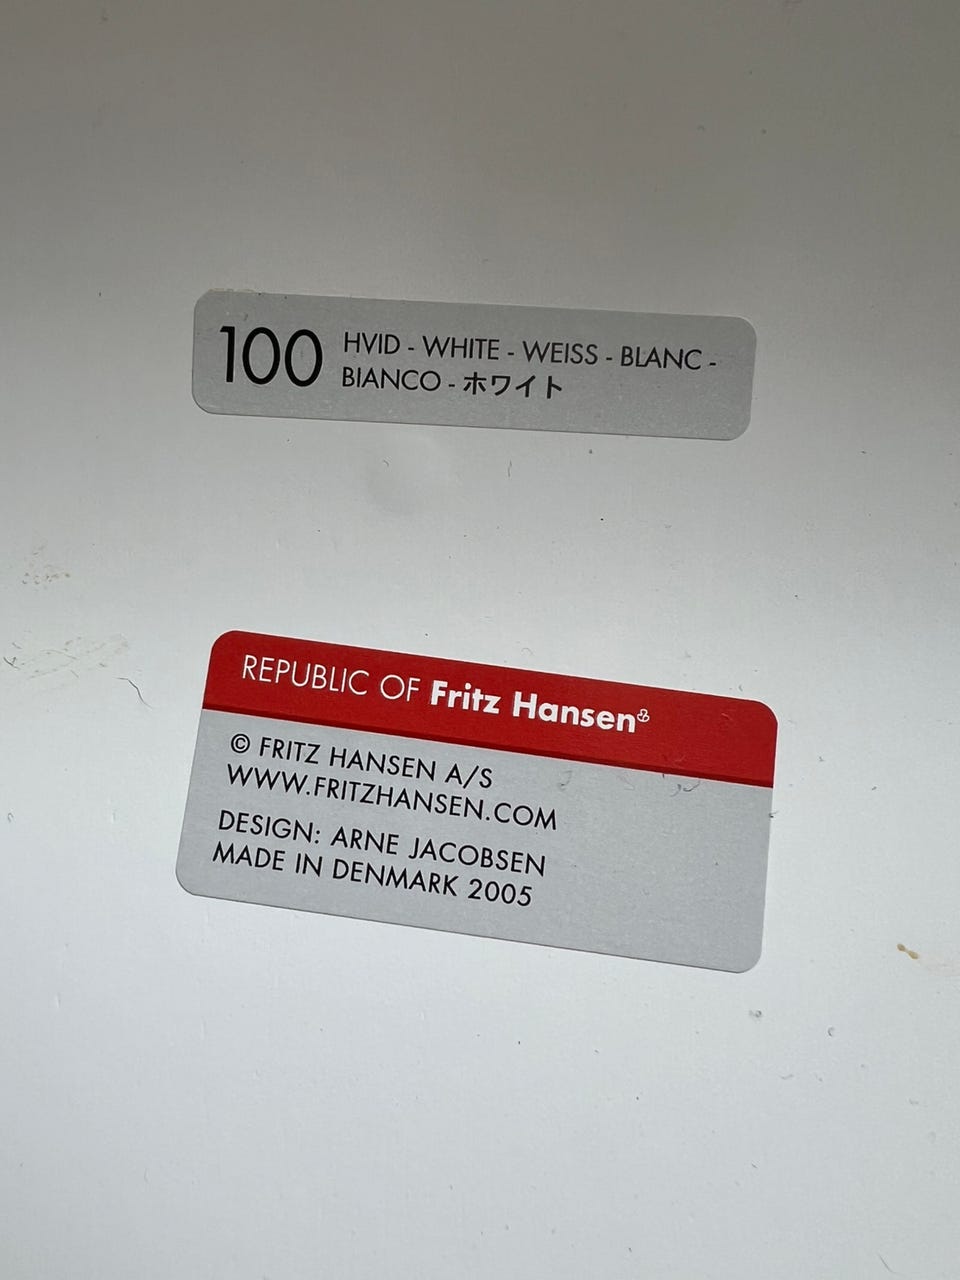 100 HVID - WHITE - WEISS - BLANC -
BIANCO - ホワイト
REPUBLIC OF Fritz Hansen
© FRITZ HANSEN A/S
WWW.FRITZHANSEN.COM
DESIGN: ARNE JACOBSEN
MADE IN DENMARK 2005